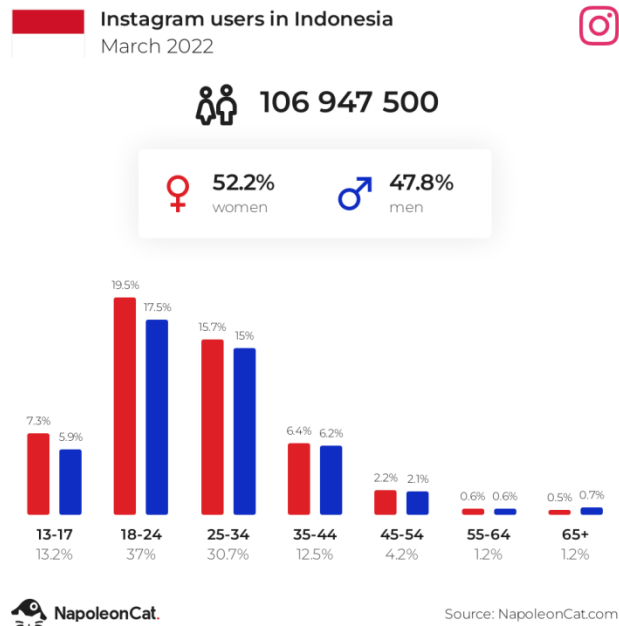 Instagram users in Indonesia
March 2022
106 947 500
52.2% 47.8%
women men
19.5%
17.5%
15.7% 15%
7.3% 5.9%
6.4% 6.2%
2.2% 2.1%
0.6% 0.6% 0.5% 0.7%
13-17 18-24 25-34 35-44 45-54 55-64 65+
13.2% 37% 30.7% 12.5% 4.2% 1.2% 1.2%
NapoleonCat. Source: NapoleonCat.com